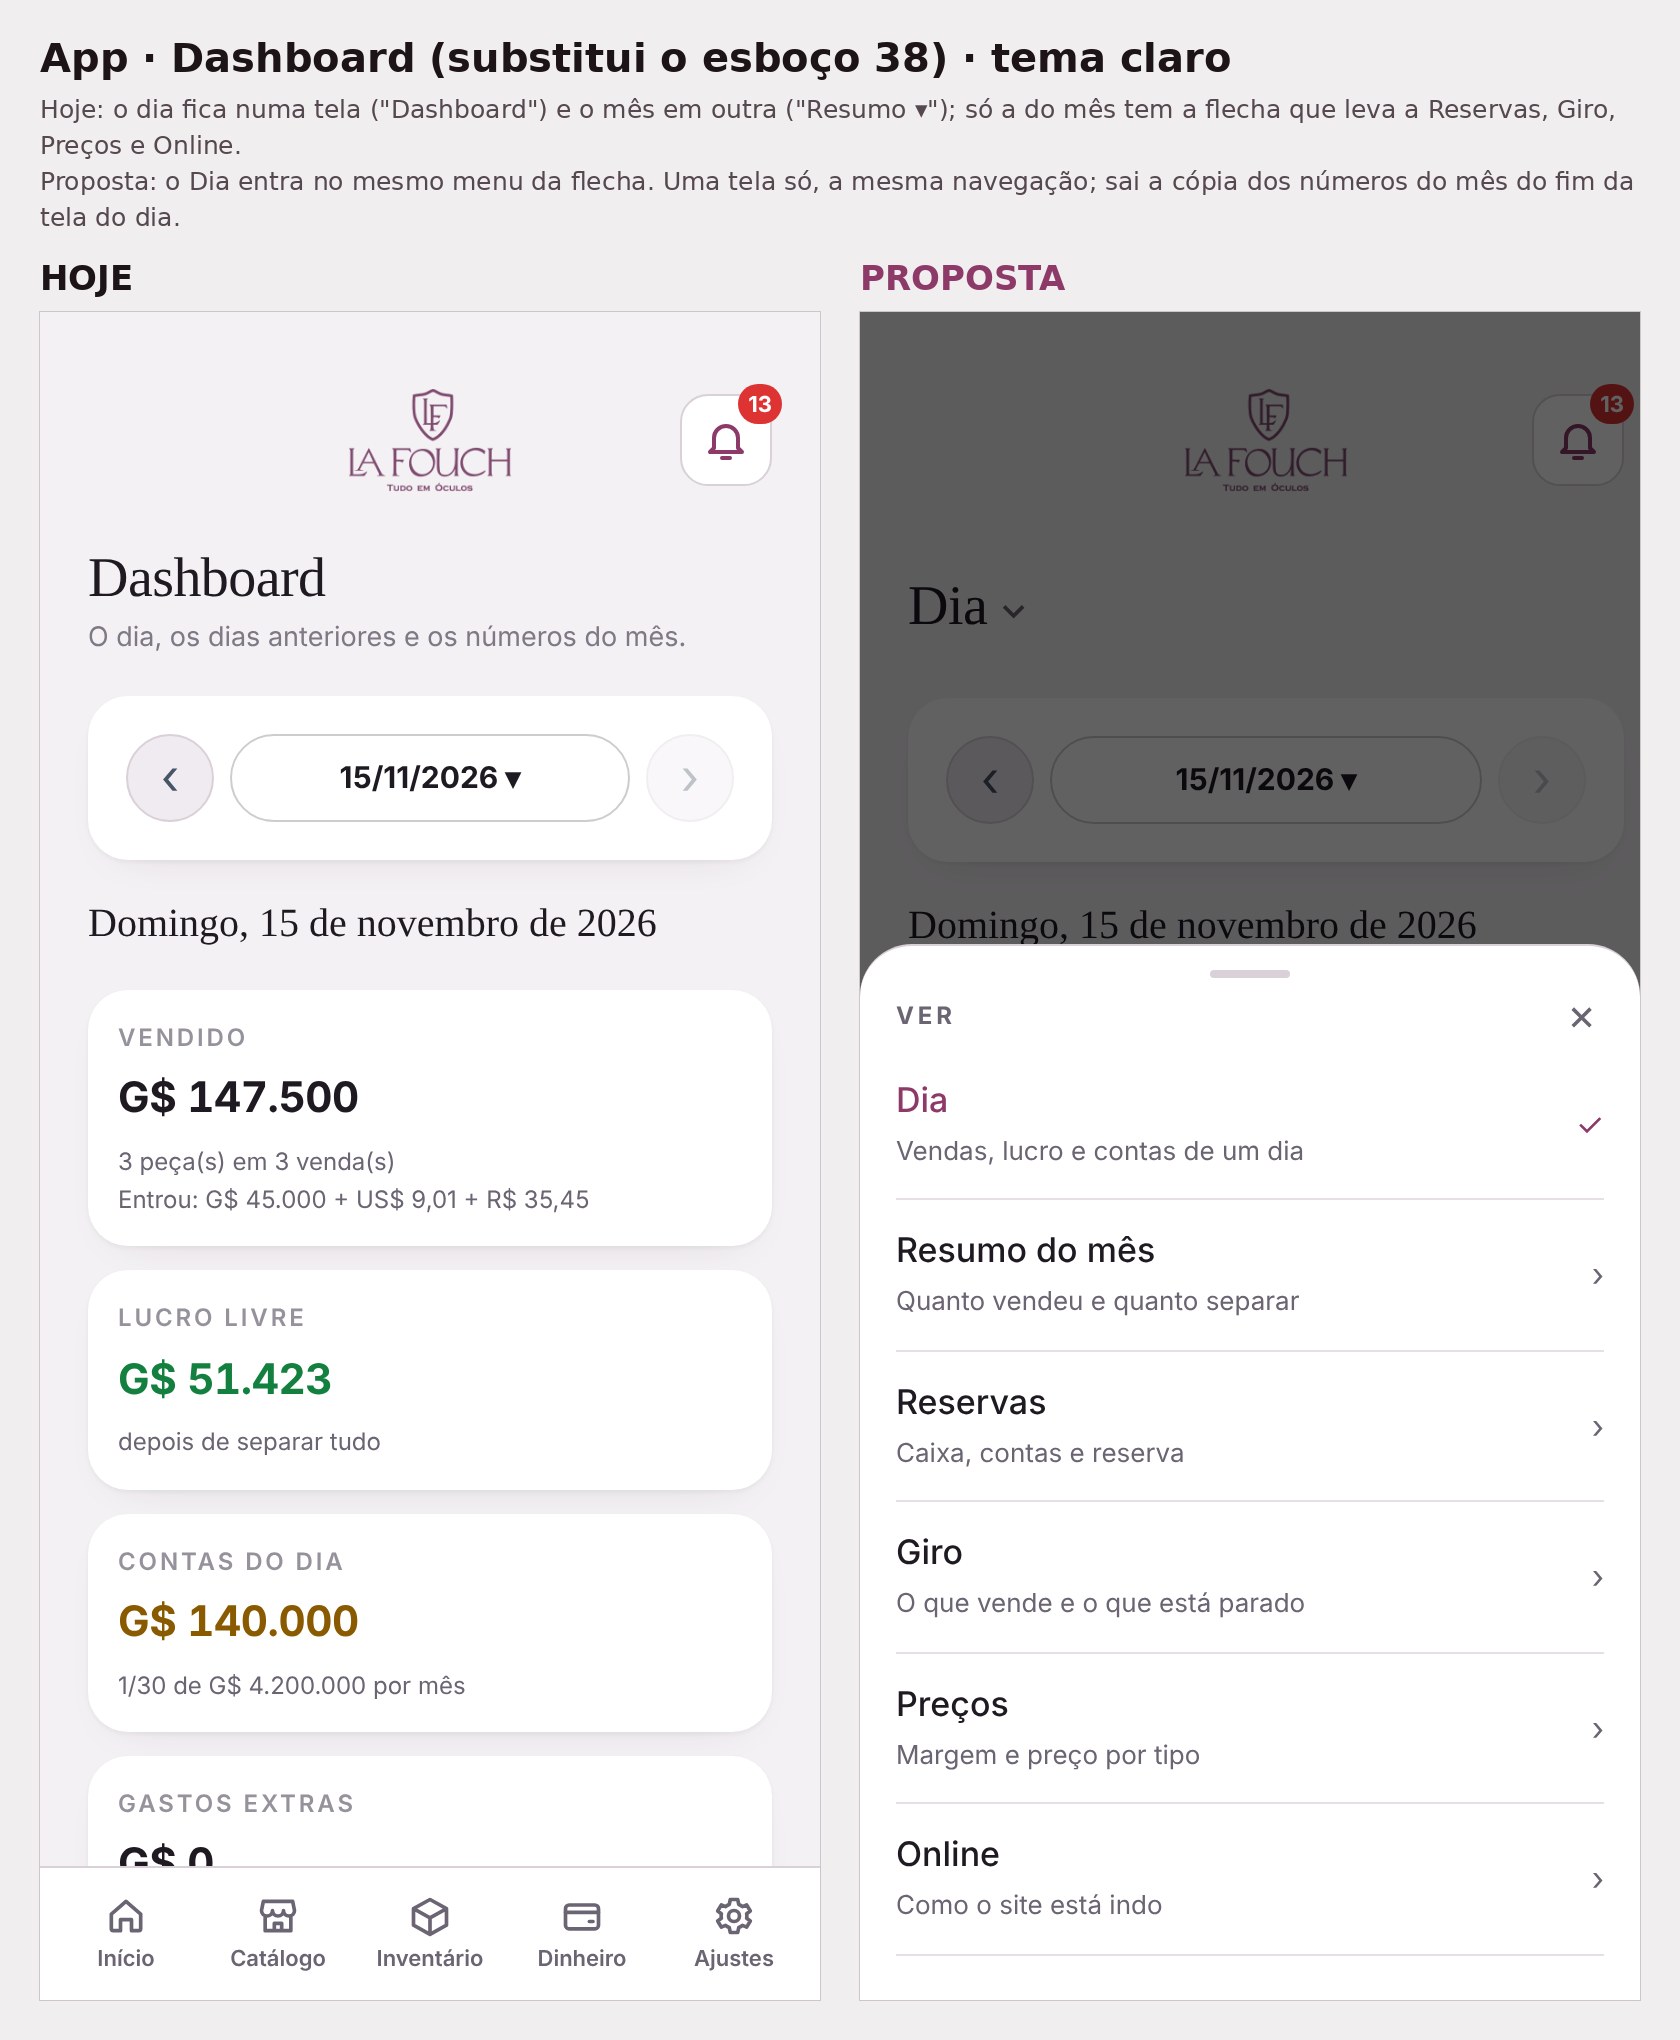 App · Dashboard (substitui o esboço 38) · tema claro
Hoje: o dia fica numa tela ("Dashboard") e o mês em outra ("Resumo ▾"); só a do mês tem a flecha que leva a Reservas, Giro,
Preços e Online.
Proposta: o Dia entra no mesmo menu da flecha. Uma tela só, a mesma navegação; sai a cópia dos números do mês do fim da
tela do dia.
HOJE
13
LF
LA FOUCH
TUDO EM ÓCULOS
Dashboard
O dia, os dias anteriores e os números do mês.
‹ 15/11/2026 ▾ ›
Domingo, 15 de novembro de 2026
VENDIDO
G$ 147.500
3 peça(s) em 3 venda(s)
Entrou: G$ 45.000 + US$ 9,01 + R$ 35,45
LUCRO LIVRE
G$ 51.423
depois de separar tudo
CONTAS DO DIA
G$ 140.000
1/30 de G$ 4.200.000 por mês
GASTOS EXTRAS
G$ 0
Início Catálogo Inventário Dinheiro Ajustes
PROPOSTA
13
LF
LA FOUCH
TUDO EM ÓCULOS
Dia
‹ 15/11/2026 ▾ ›
Domingo, 15 de novembro de 2026
VER ×
Dia
Vendas, lucro e contas de um dia
Resumo do mês
Quanto vendeu e quanto separar
Reservas
Caixa, contas e reserva
Giro
O que vende e o que está parado
Preços
Margem e preço por tipo
Online
Como o site está indo